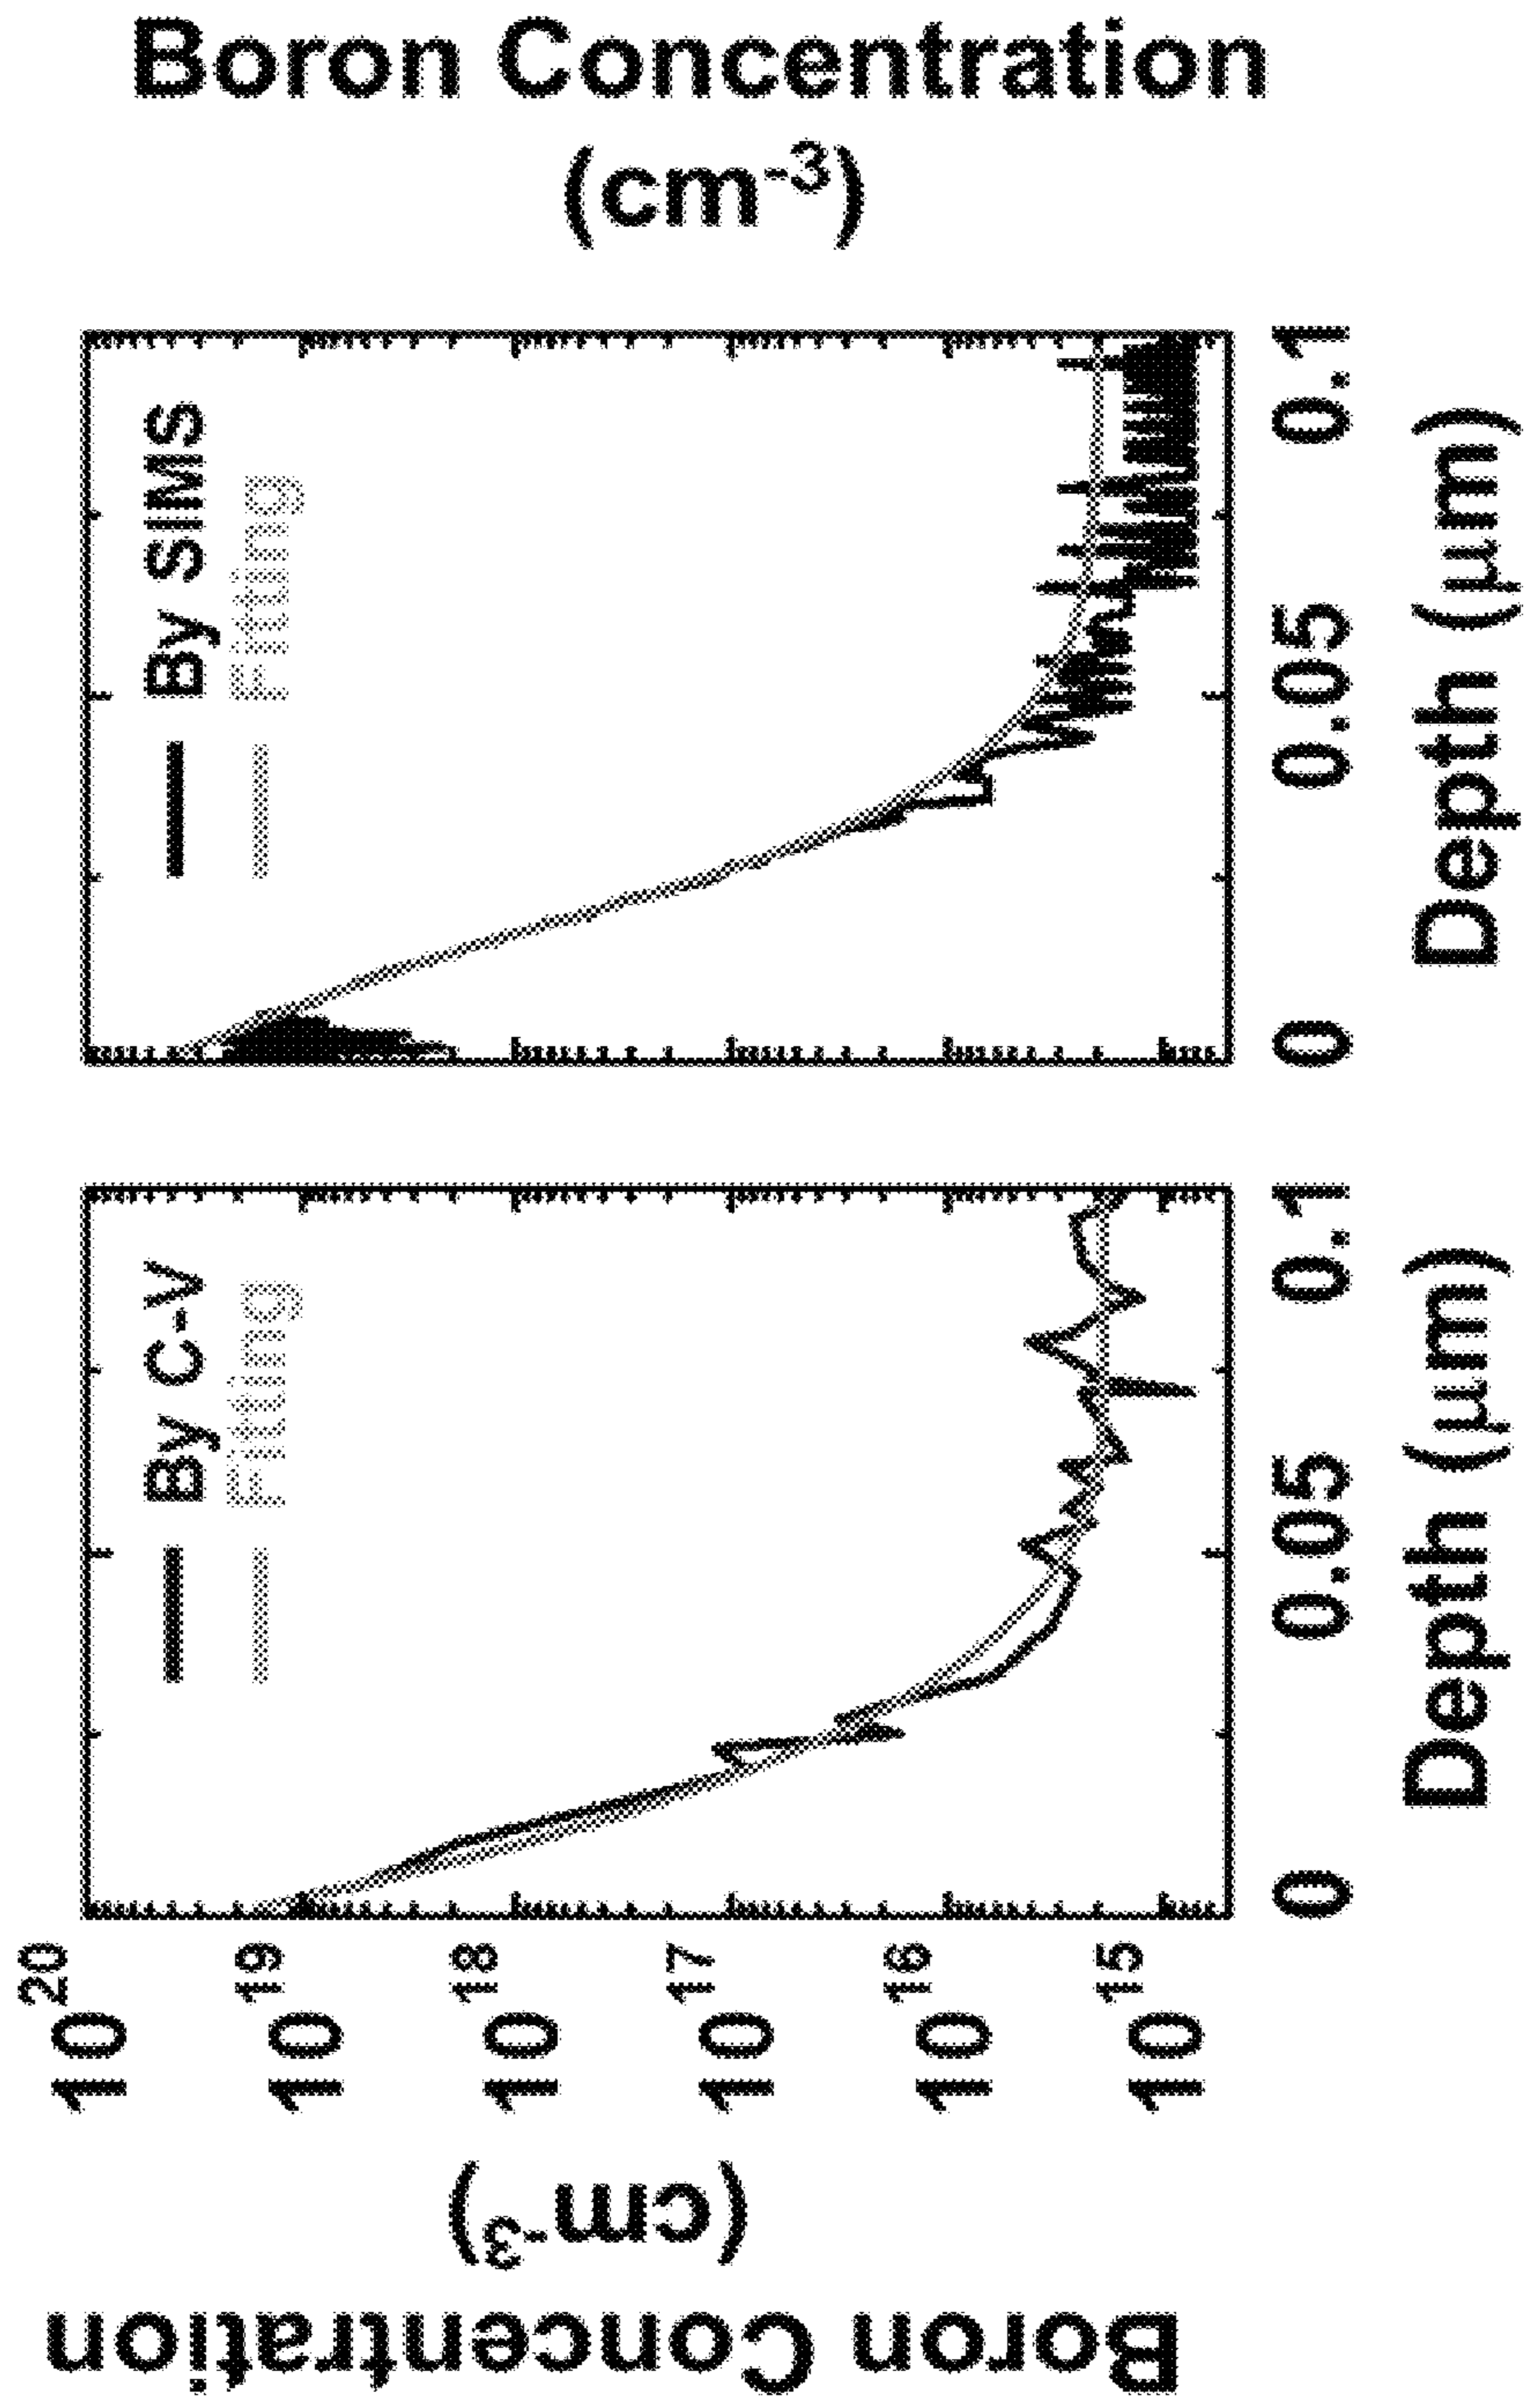 Boron Concentration
(cm-3)
10^20
10^19
10^18
10^17
10^16
10^15
By C-V
Fitting
0
0.05
0.1
Depth (μm)
By SIMS
Fitting
0
0.05
0.1
Depth (μm)
Boron Concentration
(cm-3)